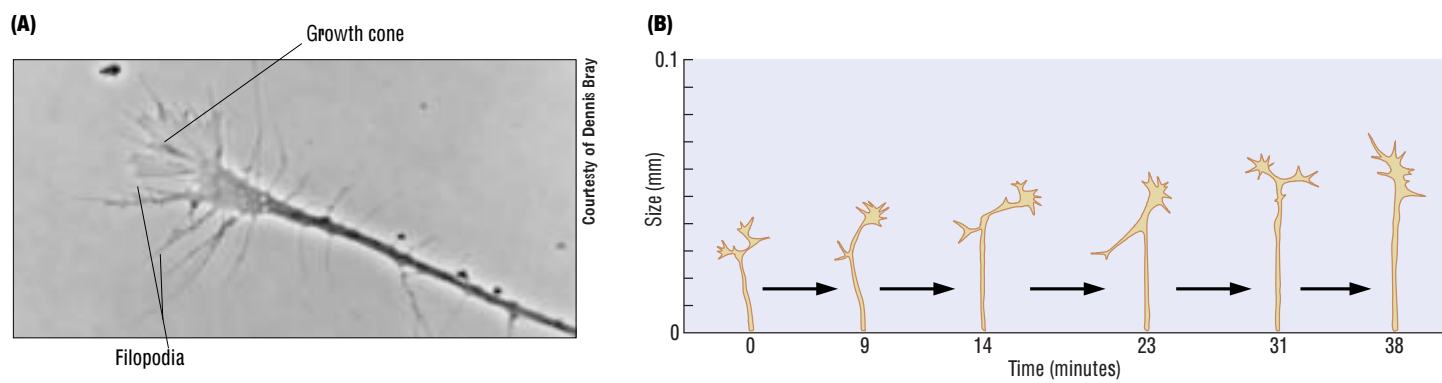 (A)
Growth cone
Courtesy of Dennis Bray
Filopodia
(B)
Size (mm)
0.1
0
0 9 14 23 31 38
Time (minutes)